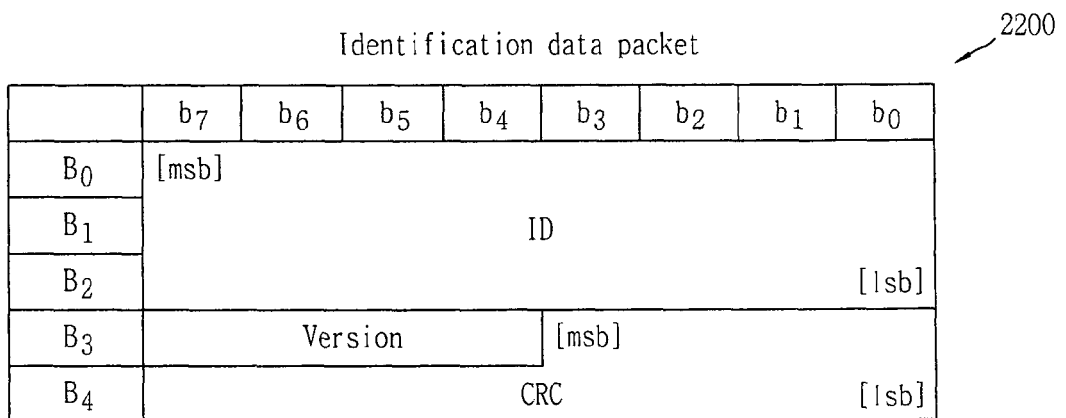 2200
Identification data packet
b7 b6 b5 b4 b3 b2 b1 b0
B0 [msb]
B1 ID
B2 [lsb]
B3 Version [msb]
B4 CRC [lsb]